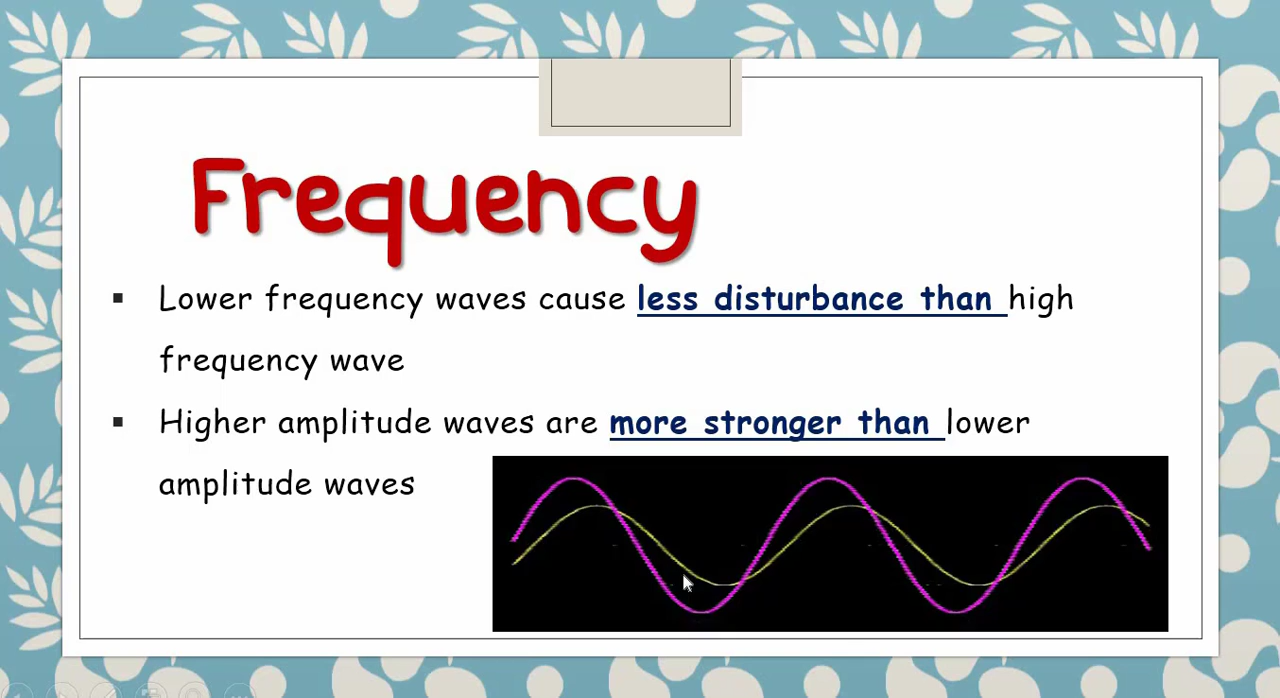 Frequency
▪ Lower frequency waves cause less disturbance than high
frequency wave
▪ Higher amplitude waves are more stronger than lower
amplitude waves